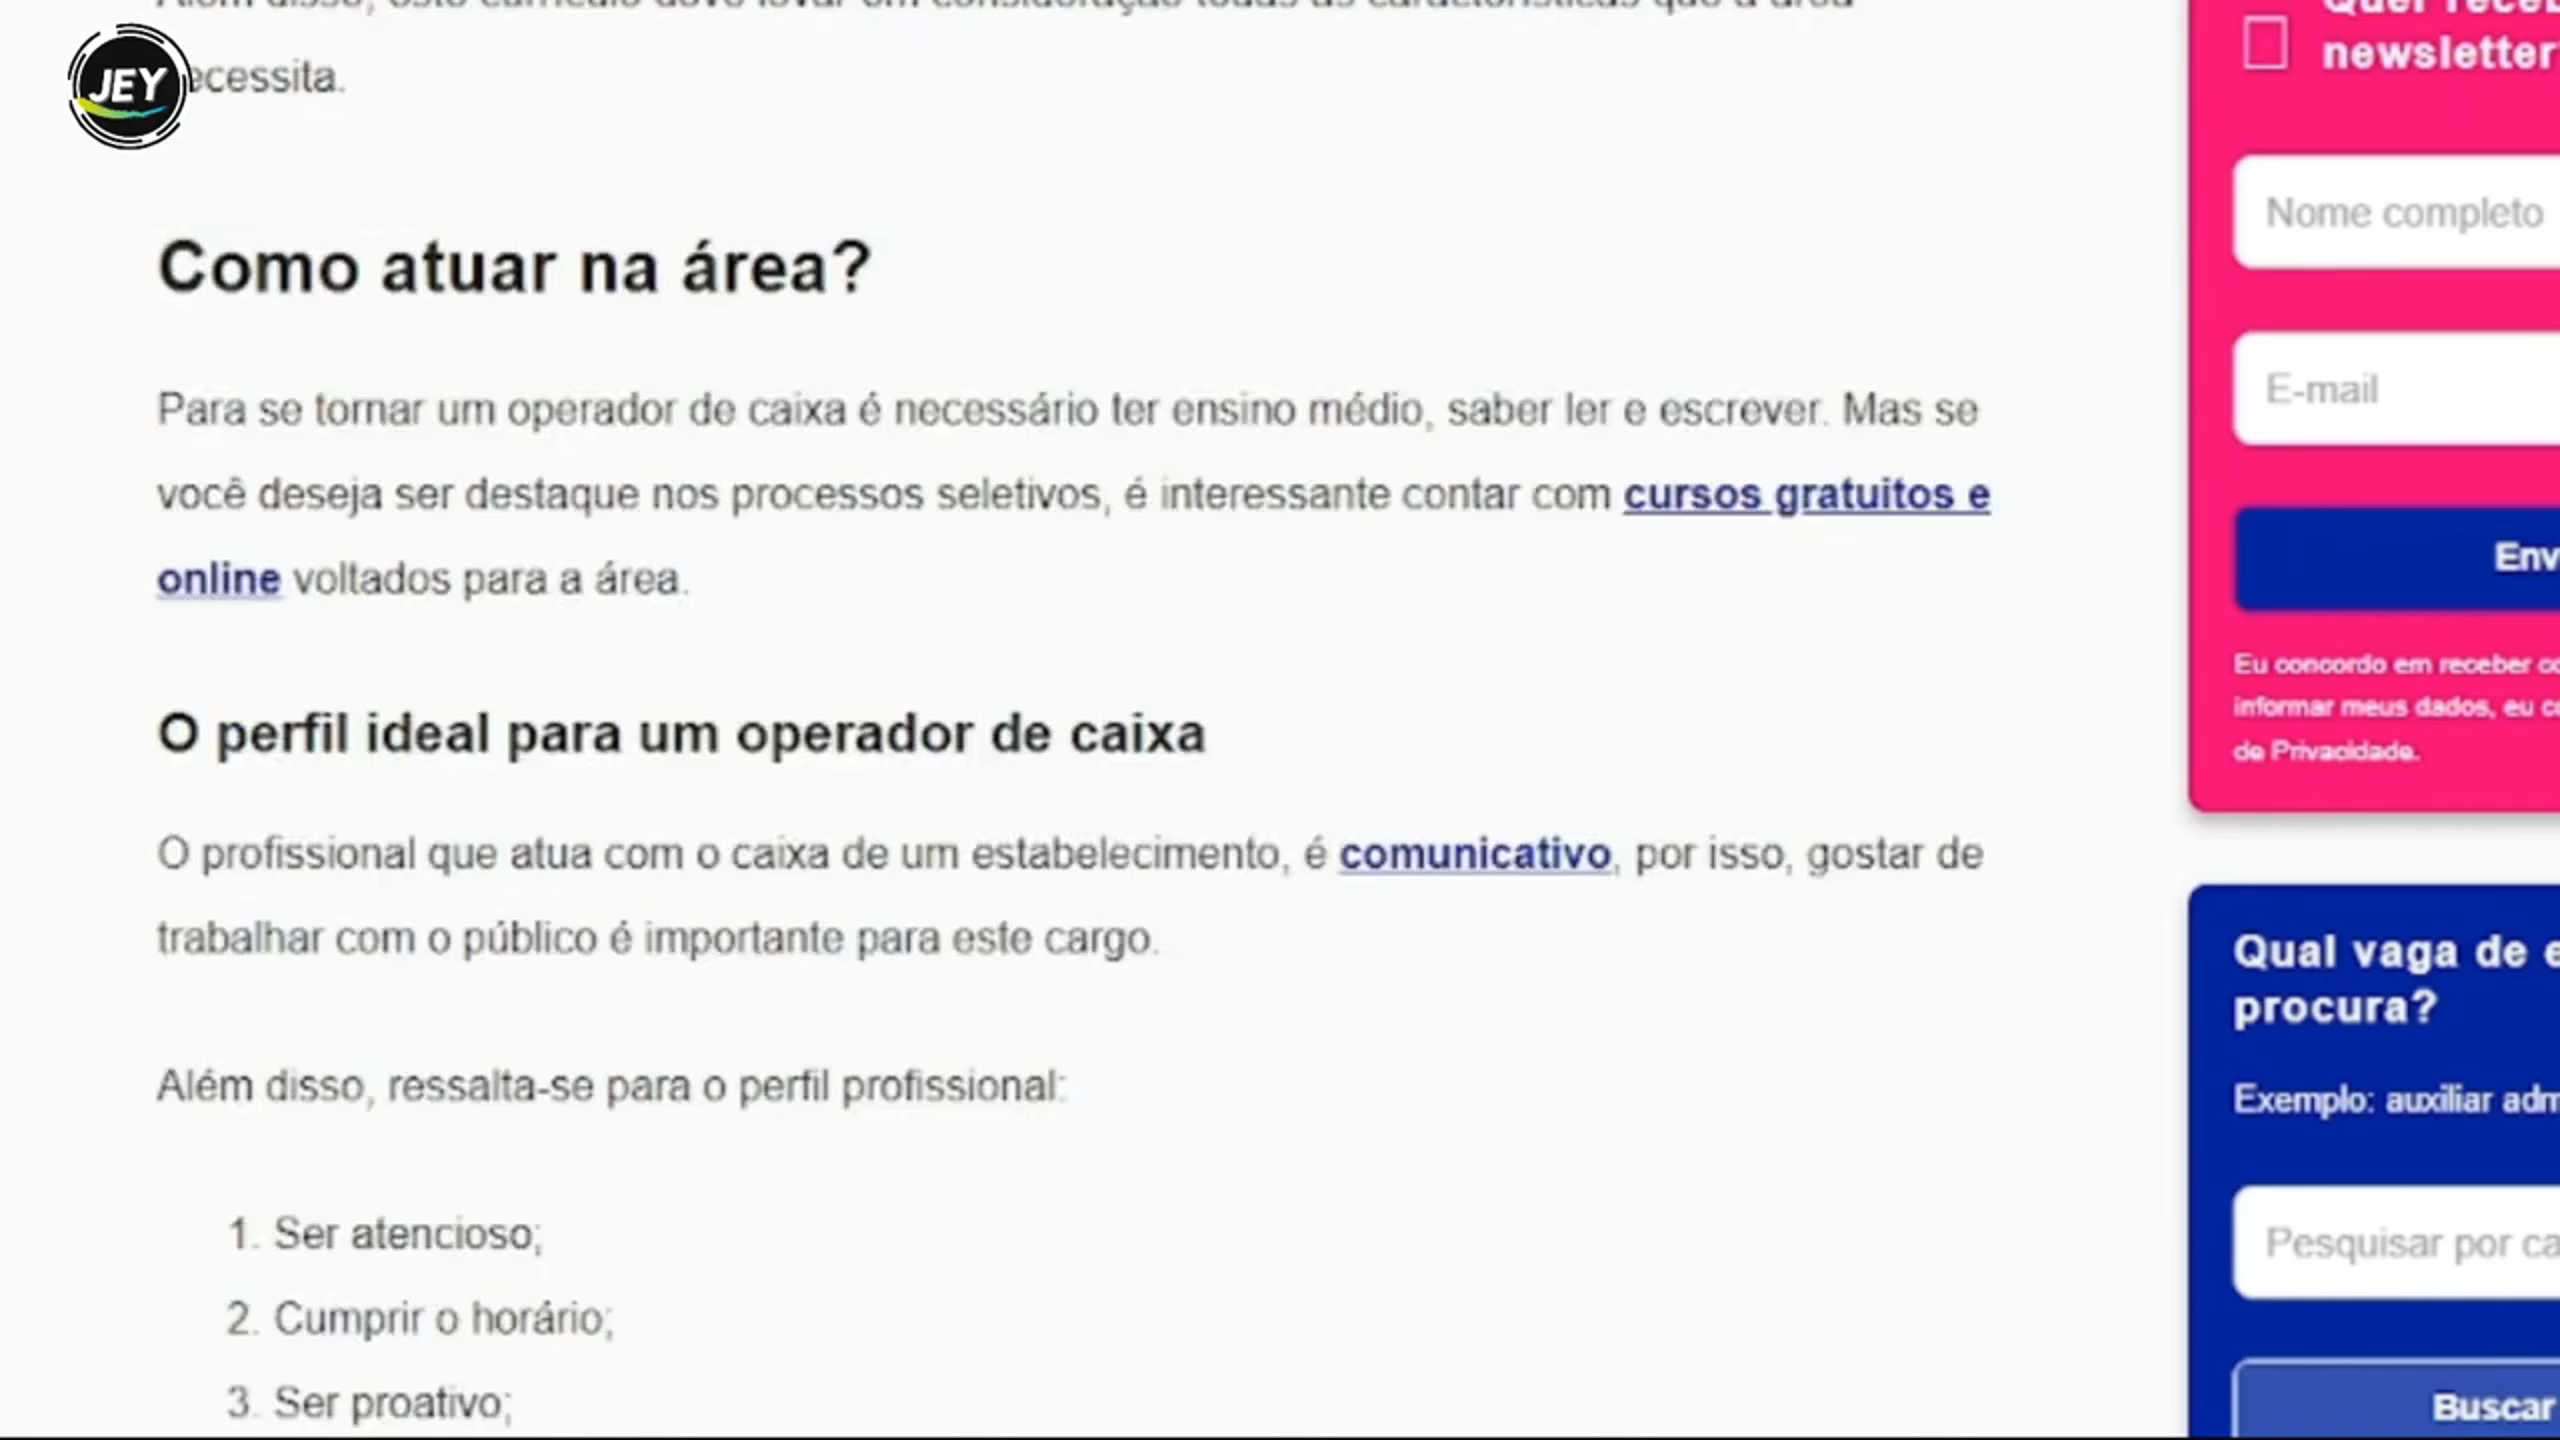 JEY
ecessita.
Como atuar na área?
Para se tornar um operador de caixa é necessário ter ensino médio, saber ler e escrever. Mas se
você deseja ser destaque nos processos seletivos, é interessante contar com cursos gratuitos e
online voltados para a área.
O perfil ideal para um operador de caixa
O profissional que atua com o caixa de um estabelecimento, é comunicativo, por isso, gostar de
trabalhar com o público é importante para este cargo.
Além disso, ressalta-se para o perfil profissional:
1. Ser atencioso;
2. Cumprir o horário;
3. Ser proativo;
newsletter
Nome completo
E-mail
Env
Eu concordo em receber co
informar meus dados, eu c
de Privacidade.
Qual vaga de e
procura?
Exemplo: auxiliar adm
Pesquisar por ca
Buscar